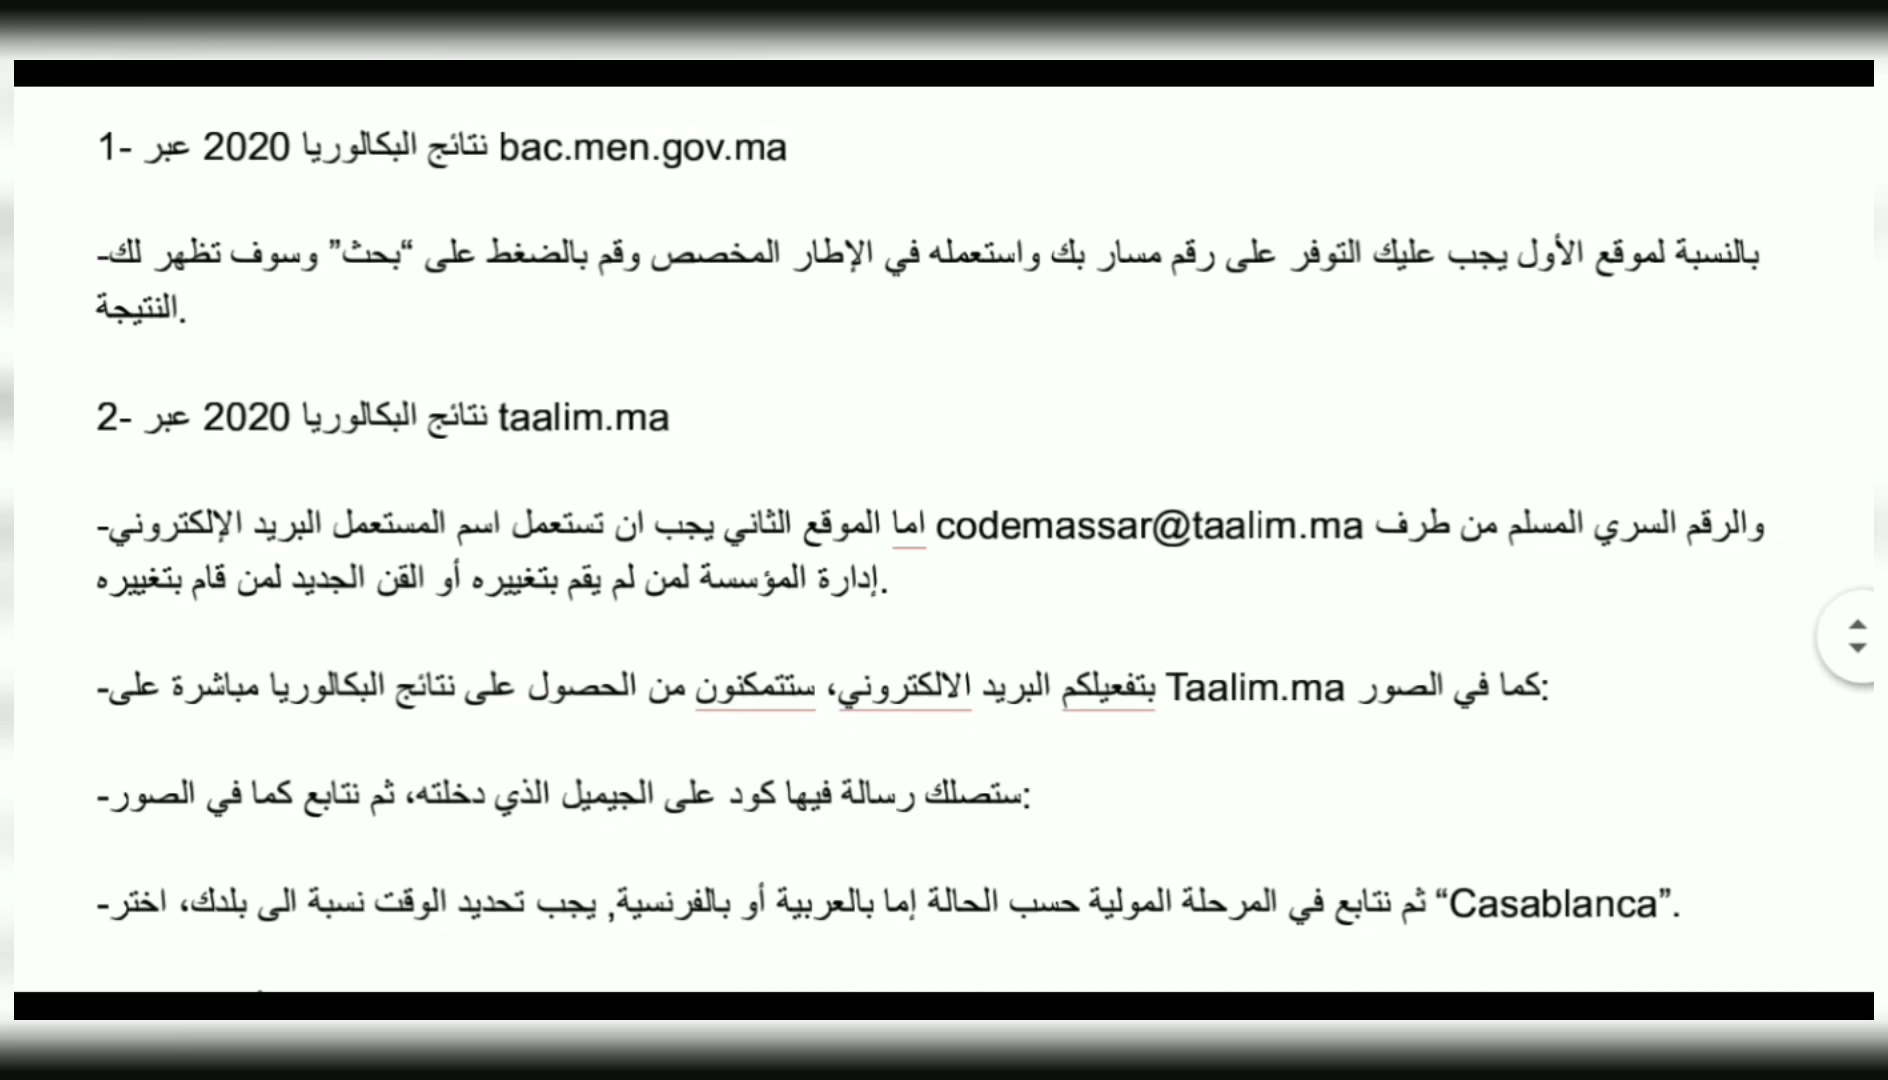 1- نتائج البكالوريا 2020 عبر bac.men.gov.ma
-بالنسبة لموقع الأول يجب عليك التوفر على رقم مسار بك واستعمله في الإطار المخصص وقم بالضغط على “بحث” وسوف تظهر لك
النتيجة.
2- نتائج البكالوريا 2020 عبر taalim.ma
-اما الموقع الثاني يجب ان تستعمل اسم المستعمل البريد الإلكتروني codemassar@taalim.ma والرقم السري المسلم من طرف
إدارة المؤسسة لمن لم يقم بتغييره أو القن الجديد لمن قام بتغييره.
-بتفعيلكم البريد الالكتروني، ستتمكنون من الحصول على نتائج البكالوريا مباشرة على Taalim.ma كما في الصور:
-ستصلك رسالة فيها كود على الجيميل الذي دخلته، ثم نتابع كما في الصور:
-ثم نتابع في المرحلة المولية حسب الحالة إما بالعربية أو بالفرنسية, يجب تحديد الوقت نسبة الى بلدك، اختر “Casablanca”.